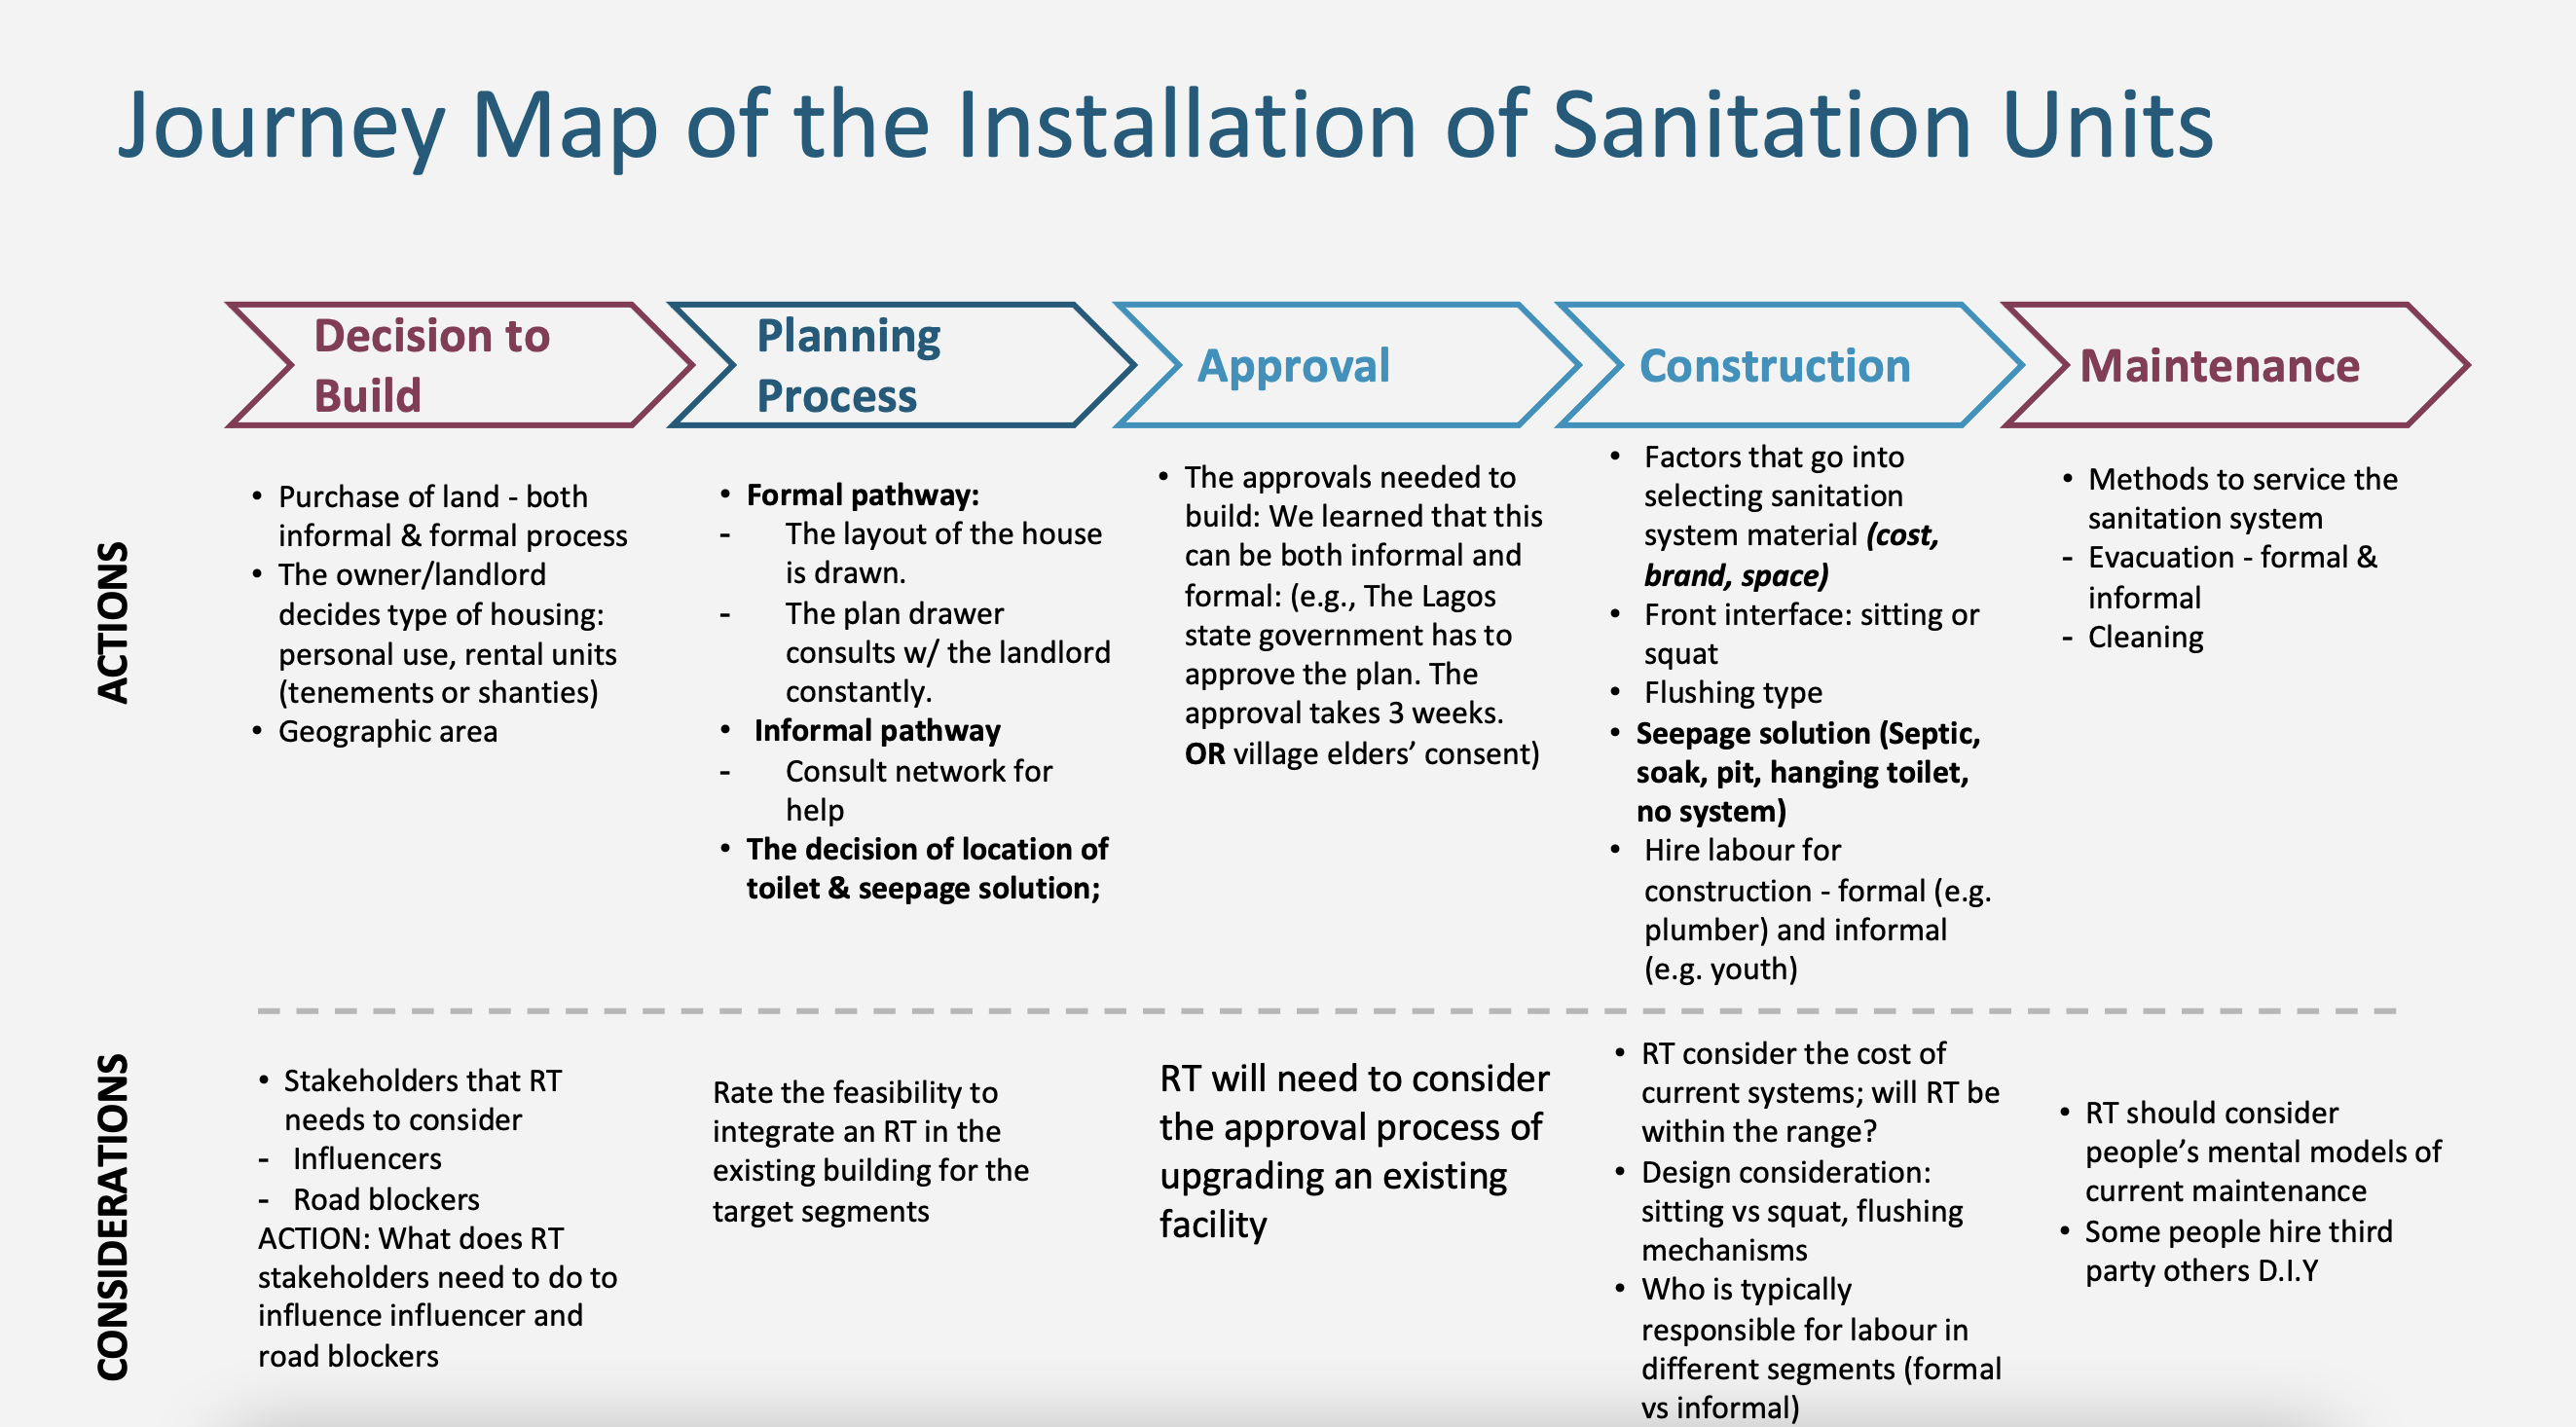 Journey Map of the Installation of Sanitation Units
Decision to
Build
Planning
Process
Approval
Construction
Maintenance
ACTIONS
• Purchase of land - both
informal & formal process
• The owner/landlord
decides type of housing:
personal use, rental units
(tenements or shanties)
• Geographic area
• Formal pathway:
- The layout of the house
is drawn.
- The plan drawer
consults w/ the landlord
constantly.
• Informal pathway
- Consult network for
help
• The decision of location of
toilet & seepage solution;
• The approvals needed to
build: We learned that this
can be both informal and
formal: (e.g., The Lagos
state government has to
approve the plan. The
approval takes 3 weeks.
OR village elders’ consent)
• Factors that go into
selecting sanitation
system material (cost,
brand, space)
• Front interface: sitting or
squat
• Flushing type
• Seepage solution (Septic,
soak, pit, hanging toilet,
no system)
• Hire labour for
construction - formal (e.g.
plumber) and informal
(e.g. youth)
• Methods to service the
sanitation system
- Evacuation - formal &
informal
- Cleaning
CONSIDERATIONS
• Stakeholders that RT
needs to consider
- Influencers
- Road blockers
ACTION: What does RT
stakeholders need to do to
influence influencer and
road blockers
Rate the feasibility to
integrate an RT in the
existing building for the
target segments
RT will need to consider
the approval process of
upgrading an existing
facility
• RT consider the cost of
current systems; will RT be
within the range?
• Design consideration:
sitting vs squat, flushing
mechanisms
• Who is typically
responsible for labour in
different segments (formal
vs informal)
• RT should consider
people’s mental models of
current maintenance
• Some people hire third
party others D.I.Y